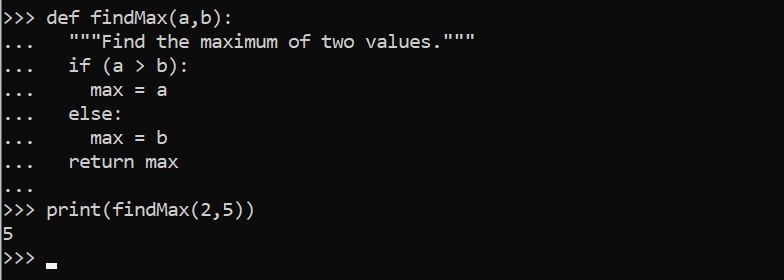 >>> def findMax(a,b):
...   """Find the maximum of two values."""
...   if (a > b):
...     max = a
...   else:
...     max = b
...   return max
...
>>> print(findMax(2,5))
5
>>>